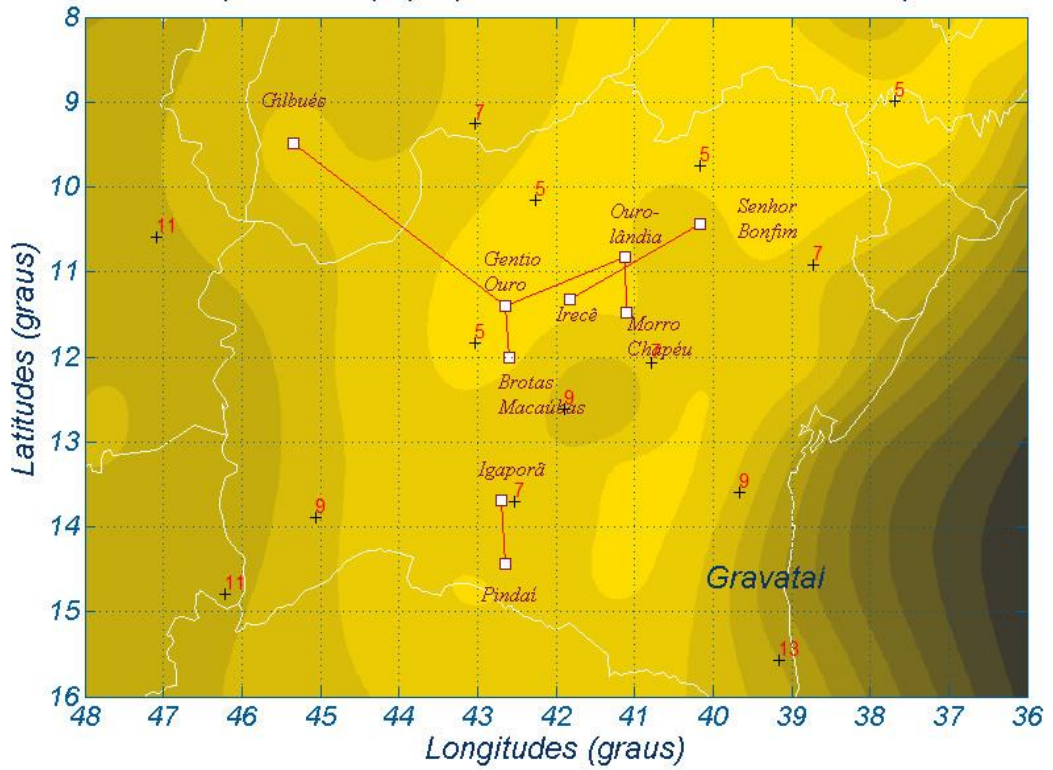 8
9
10
11
12
13
14
15
16
Latitudes (graus)
5
Gilbués
7
5
5
11
Ouro-
lândia
Senhor
Bonfim
7
Gentio
Ouro
Irecê
5
Morro
Chapéu
7
Brotas
Macaúbas
9
Igaporã
7
9
9
Gravataí
11
Pindaí
13
48 47 46 45 44 43 42 41 40 39 38 37 36
Longitudes (graus)